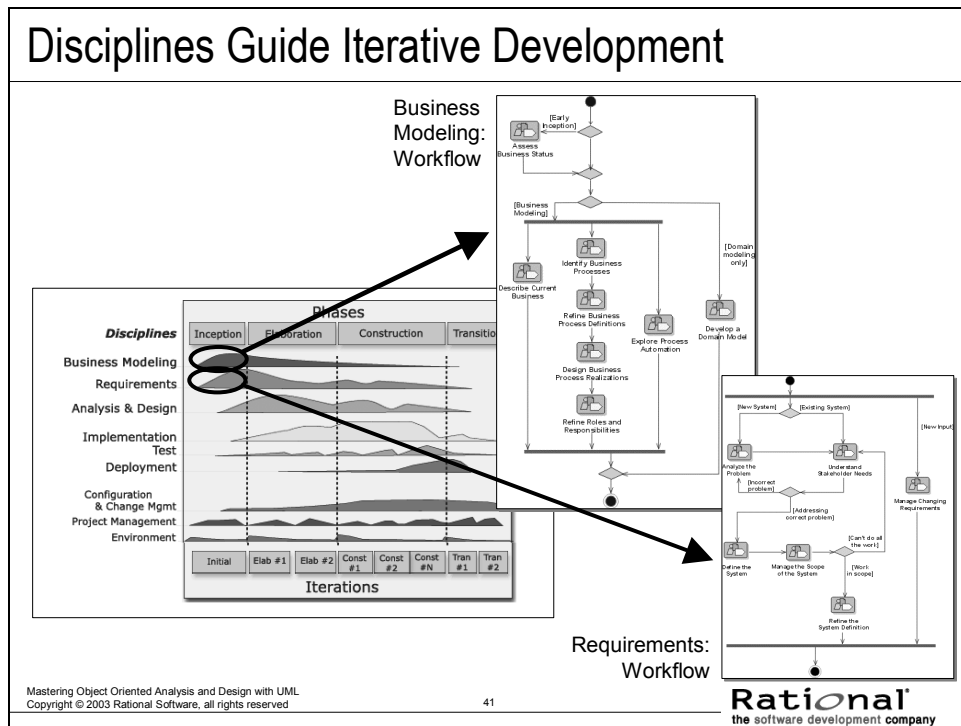 Disciplines Guide Iterative Development
Business
Modeling:
Workflow
[Early
Inception]
Assess
Business Status
[Business
Modeling]
[Domain
modeling
only]
Identify Business
Processes
Describe Current
Business
Refine Business
Process Definitions
Explore Process
Automation
Develop a
Domain Model
Design Business
Process Realizations
Refine Roles and
Responsibilities
Phases
Disciplines
Inception
Elaboration
Construction
Transitio
Business Modeling
Requirements
Analysis & Design
Implementation
Test
Deployment
Configuration
& Change Mgmt
Project Management
Environment
Initial
Elab #1
Elab #2
Const
#1
Const
#2
Const
#N
Tran
#1
Tran
#2
Iterations
[New System]
[Existing System]
[New Input]
Analyze the
Problem
Understand
Stakeholder Needs
[Incorrect
problem]
Manage Changing
Requirements
[Addressing
correct problem]
[Can't do all
the work]
Define the
System
Manage the Scope
of the System
[Work
in scope]
Refine the
System Definition
Requirements:
Workflow
Mastering Object Oriented Analysis and Design with UML
Copyright © 2003 Rational Software, all rights reserved
41
Rational
the software development company